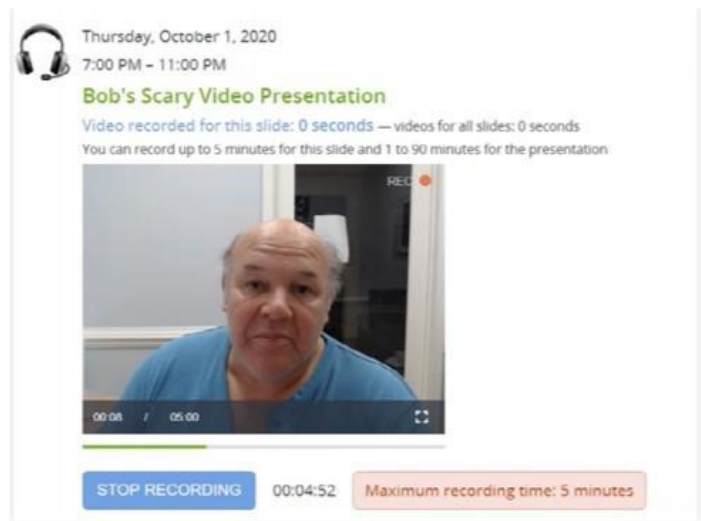 Thursday, October 1, 2020
7:00 PM – 11:00 PM
Bob's Scary Video Presentation
Video recorded for this slide: 0 seconds — videos for all slides: 0 seconds
You can record up to 5 minutes for this slide and 1 to 90 minutes for the presentation
REC
00:08 / 05:00
STOP RECORDING 00:04:52 Maximum recording time: 5 minutes